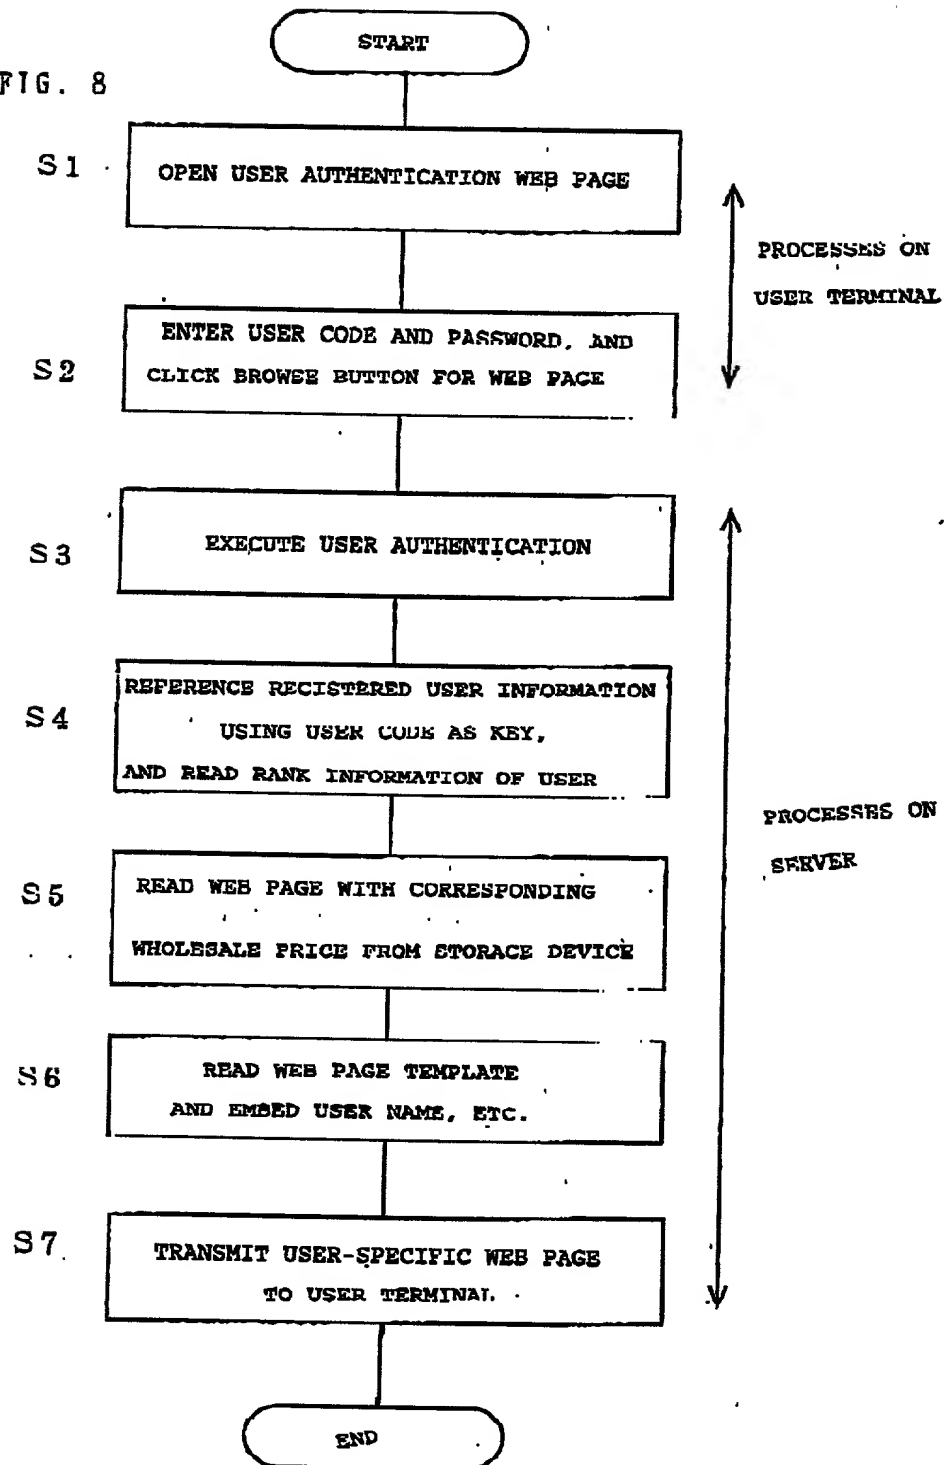 START
FIG. 8
S1
OPEN USER AUTHENTICATION WEB PAGE
PROCESSES ON
USER TERMINAL
S2
ENTER USER CODE AND PASSWORD, AND
CLICK BROWSE BUTTON FOR WEB PAGE
S3
EXECUTE USER AUTHENTICATION
S4
REFERENCE REGISTERED USER INFORMATION
USING USER CODE AS KEY,
AND READ RANK INFORMATION OF USER
PROCESSES ON
SERVER
S5
READ WEB PAGE WITH CORRESPONDING
WHOLESALE PRICE FROM STORAGE DEVICE
S6
READ WEB PAGE TEMPLATE
AND EMBED USER NAME, ETC.
S7
TRANSMIT USER-SPECIFIC WEB PAGE
TO USER TERMINAL
END